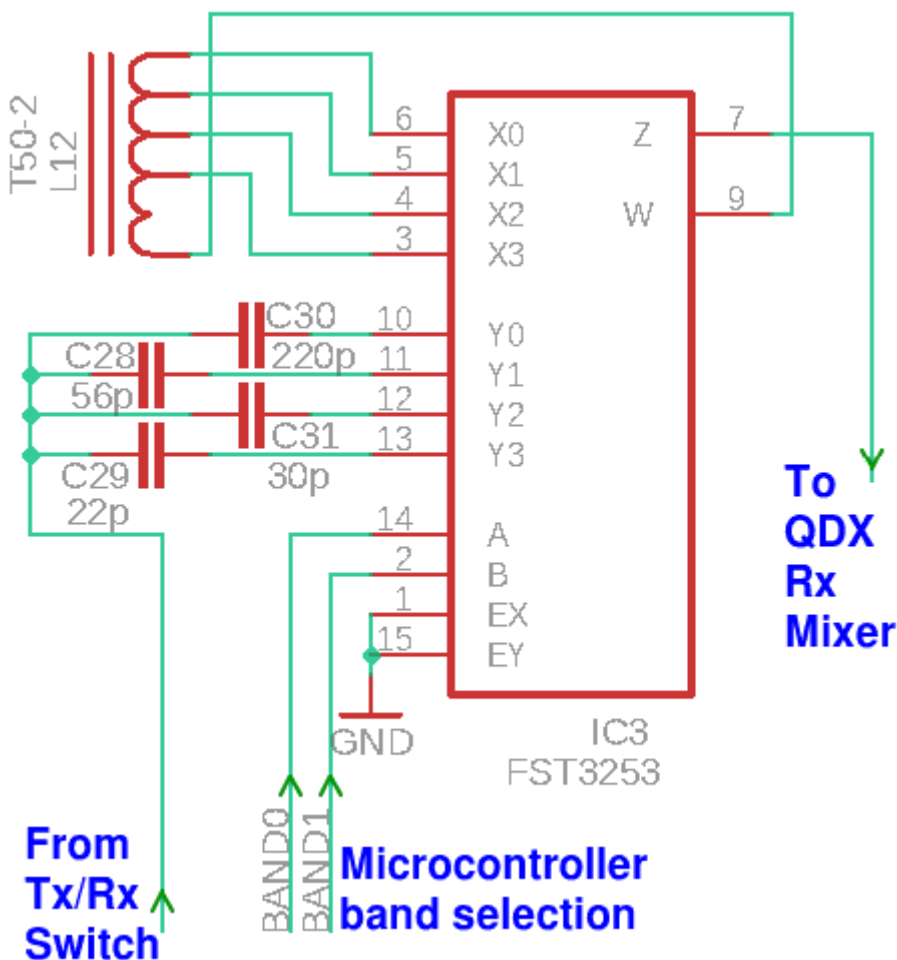 T50-2
L12
6
X0
Z
7
5
X1
4
X2
W
9
3
X3
C30
220p
10
Y0
C28
56p
11
Y1
12
Y2
C31
30p
13
Y3
C29
22p
14
A
2
B
1
EX
15
EY
GND
IC3
FST3253
To
QDX
Rx
Mixer
BAND0
BAND1
Microcontroller
band selection
From
Tx/Rx
Switch